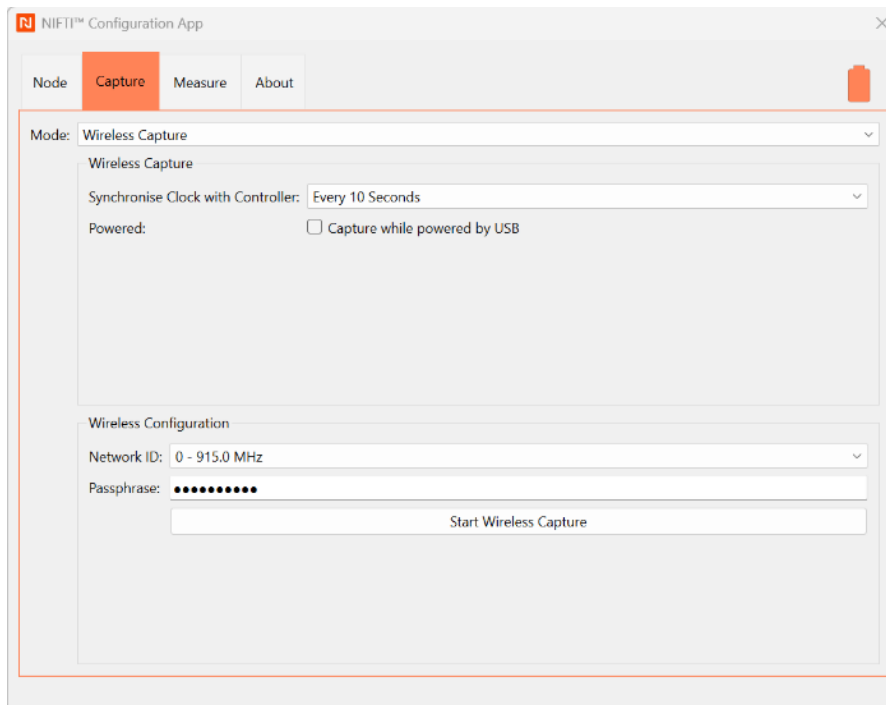 NIFTI™ Configuration App
Node Capture Measure About
Mode: Wireless Capture
Wireless Capture
Synchronise Clock with Controller: Every 10 Seconds
Powered: Capture while powered by USB
Wireless Configuration
Network ID: 0 - 915.0 MHz
Passphrase: ●●●●●●●●●●
Start Wireless Capture